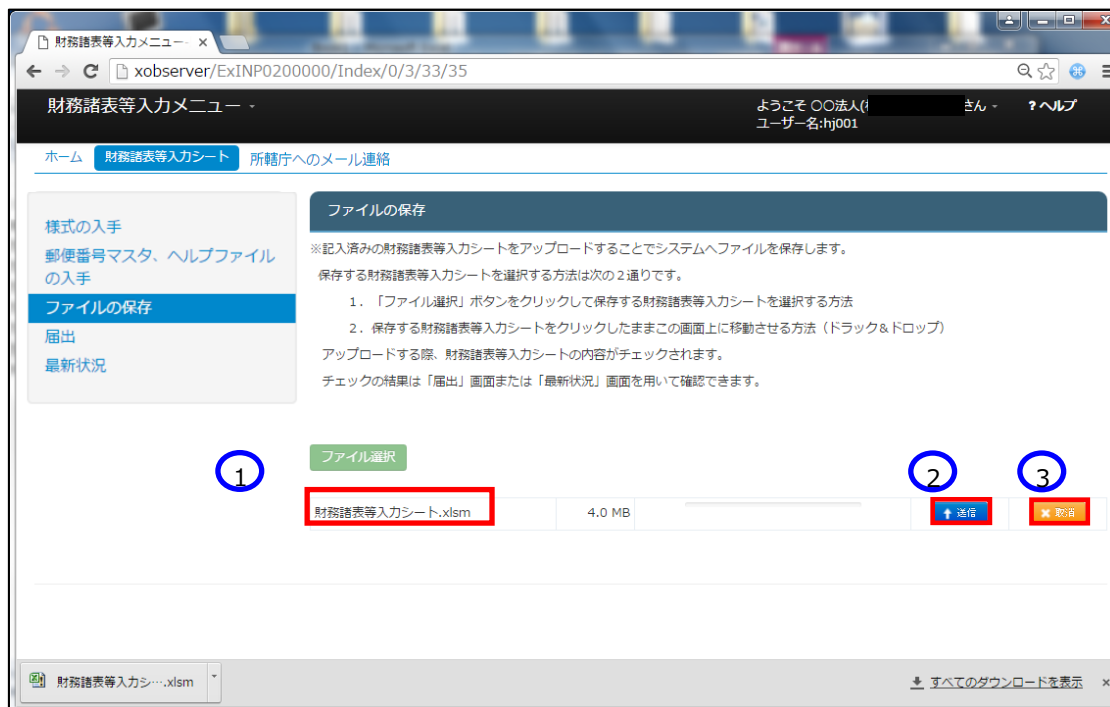 財務諸表等入力メニュー- ×
xobserver/ExINP0200000/Index/0/3/33/35
財務諸表等入力メニュー -
ようこそ 〇〇法人(
さん -
?ヘルプ
ユーザー名:hj001
ホーム 財務諸表等入力シート 所轄庁へのメール連絡
様式の入手
郵便番号マスタ、ヘルプファイル
の入手
ファイルの保存
届出
最新状況
ファイルの保存
※記入済みの財務諸表等入力シートをアップロードすることでシステムへファイルを保存します。
保存する財務諸表等入力シートを選択する方法は次の2通りです。
1.「ファイル選択」ボタンをクリックして保存する財務諸表等入力シートを選択する方法
2.保存する財務諸表等入力シートをクリックしたままこの画面上に移動させる方法(ドラック&ドロップ)
アップロードする際、財務諸表等入力シートの内容がチェックされます。
チェックの結果は「届出」画面または「最新状況」画面を用いて確認できます。
ファイル選択
1 2 3
財務諸表等入力シート.xlsm 4.0 MB 送信 取消
財務諸表等入力シ….xlsm
すべてのダウンロードを表示 ×